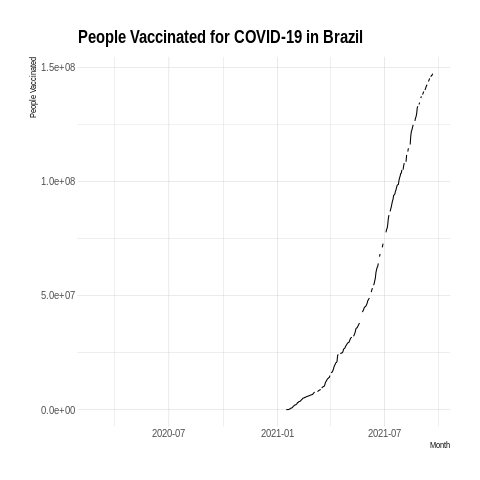 People Vaccinated for COVID-19 in Brazil
People Vaccinated
1.5e+08
1.0e+08
5.0e+07
0.0e+00
2020-07
2021-01
2021-07
Month